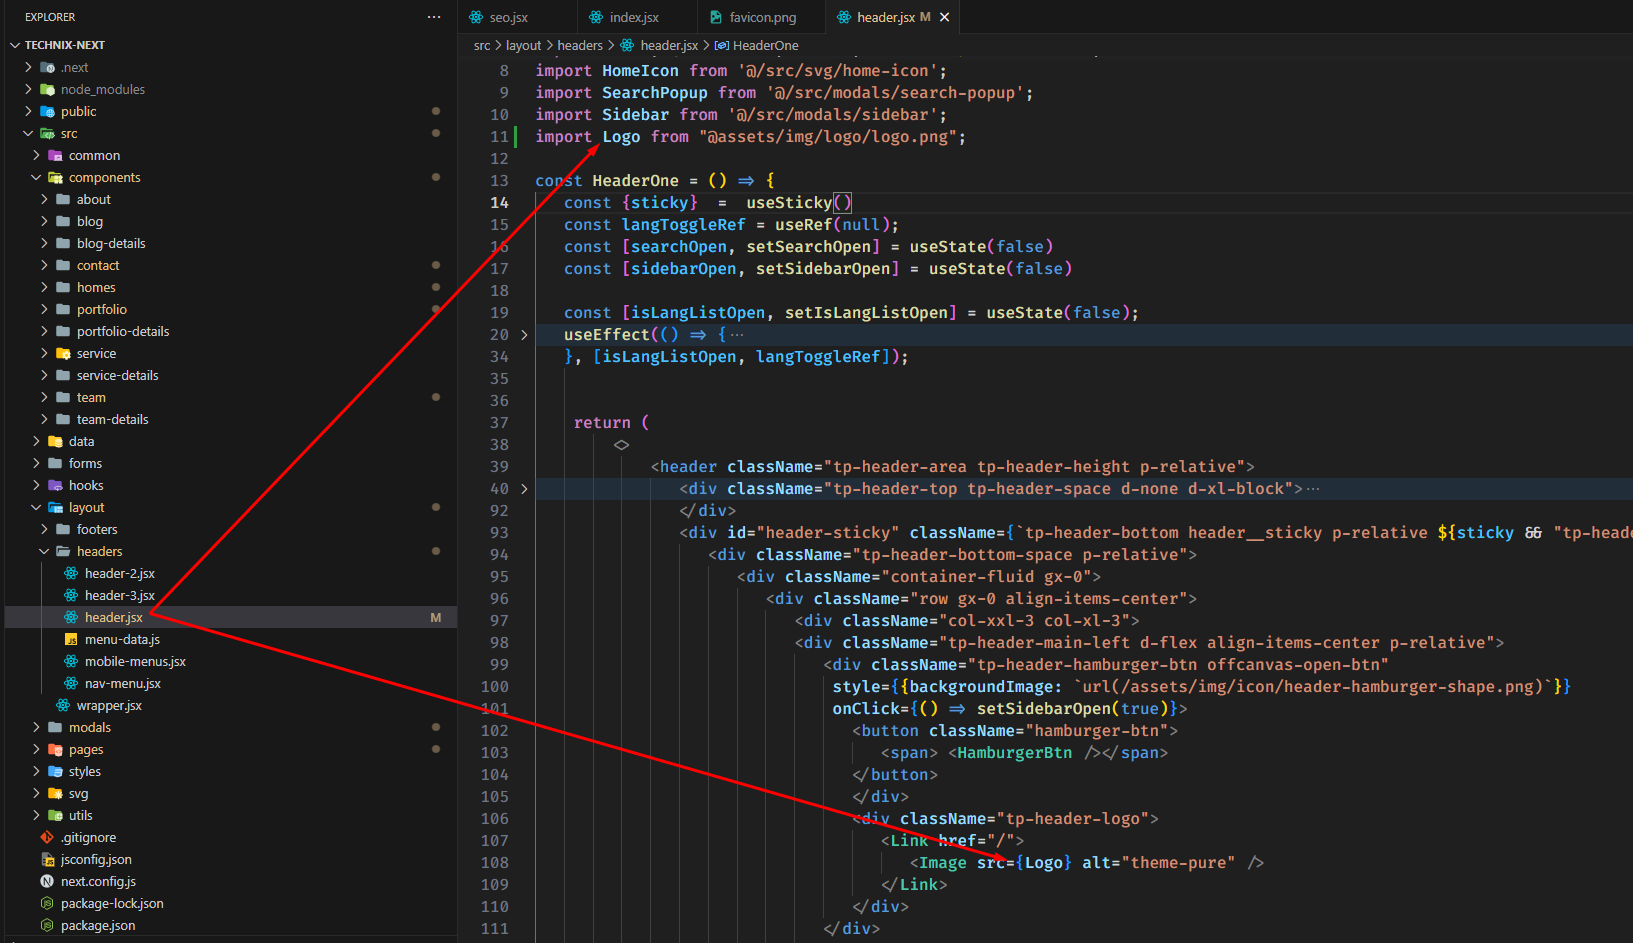 EXPLORER
TECHNIX-NEXT
.next
node_modules
public
src
common
components
about
blog
blog-details
contact
homes
portfolio
portfolio-details
service
service-details
team
team-details
data
forms
hooks
layout
footers
headers
header-2.jsx
header-3.jsx
header.jsx M
menu-data.js
mobile-menus.jsx
nav-menu.jsx
wrapper.jsx
modals
pages
styles
svg
utils
.gitignore
jsconfig.json
next.config.js
package-lock.json
package.json
seo.jsx index.jsx favicon.png header.jsx M
src > layout > headers > header.jsx > HeaderOne
8 import HomeIcon from '@/src/svg/home-icon';
9 import SearchPopup from '@/src/modals/search-popup';
10 import Sidebar from '@/src/modals/sidebar';
11 import Logo from "@assets/img/logo/logo.png";
12
13 const HeaderOne = () => {
14 const {sticky} = useSticky()
15 const langToggleRef = useRef(null);
16 const [searchOpen, setSearchOpen] = useState(false)
17 const [sidebarOpen, setSidebarOpen] = useState(false)
18
19 const [isLangListOpen, setIsLangListOpen] = useState(false);
20 useEffect(() => { ...
34 }, [isLangListOpen, langToggleRef]);
35
36
37 return (
38 <>
39 <header className="tp-header-area tp-header-height p-relative">
40 <div className="tp-header-top tp-header-space d-none d-xl-block"> ...
92 </div>
93 <div id="header-sticky" className={`tp-header-bottom header__sticky p-relative ${sticky && "tp-heade
94 <div className="tp-header-bottom-space p-relative">
95 <div className="container-fluid gx-0">
96 <div className="row gx-0 align-items-center">
97 <div className="col-xxl-3 col-xl-3">
98 <div className="tp-header-main-left d-flex align-items-center p-relative">
99 <div className="tp-header-hamburger-btn offcanvas-open-btn"
100 style={{backgroundImage: `url(/assets/img/icon/header-hamburger-shape.png)`}}
101 onClick={() => setSidebarOpen(true)}>
102 <button className="hamburger-btn">
103 <span> <HamburgerBtn /></span>
104 </button>
105 </div>
106 <div className="tp-header-logo">
107 <Link href="/">
108 <Image src={Logo} alt="theme-pure" />
109 </Link>
110 </div>
111 </div>